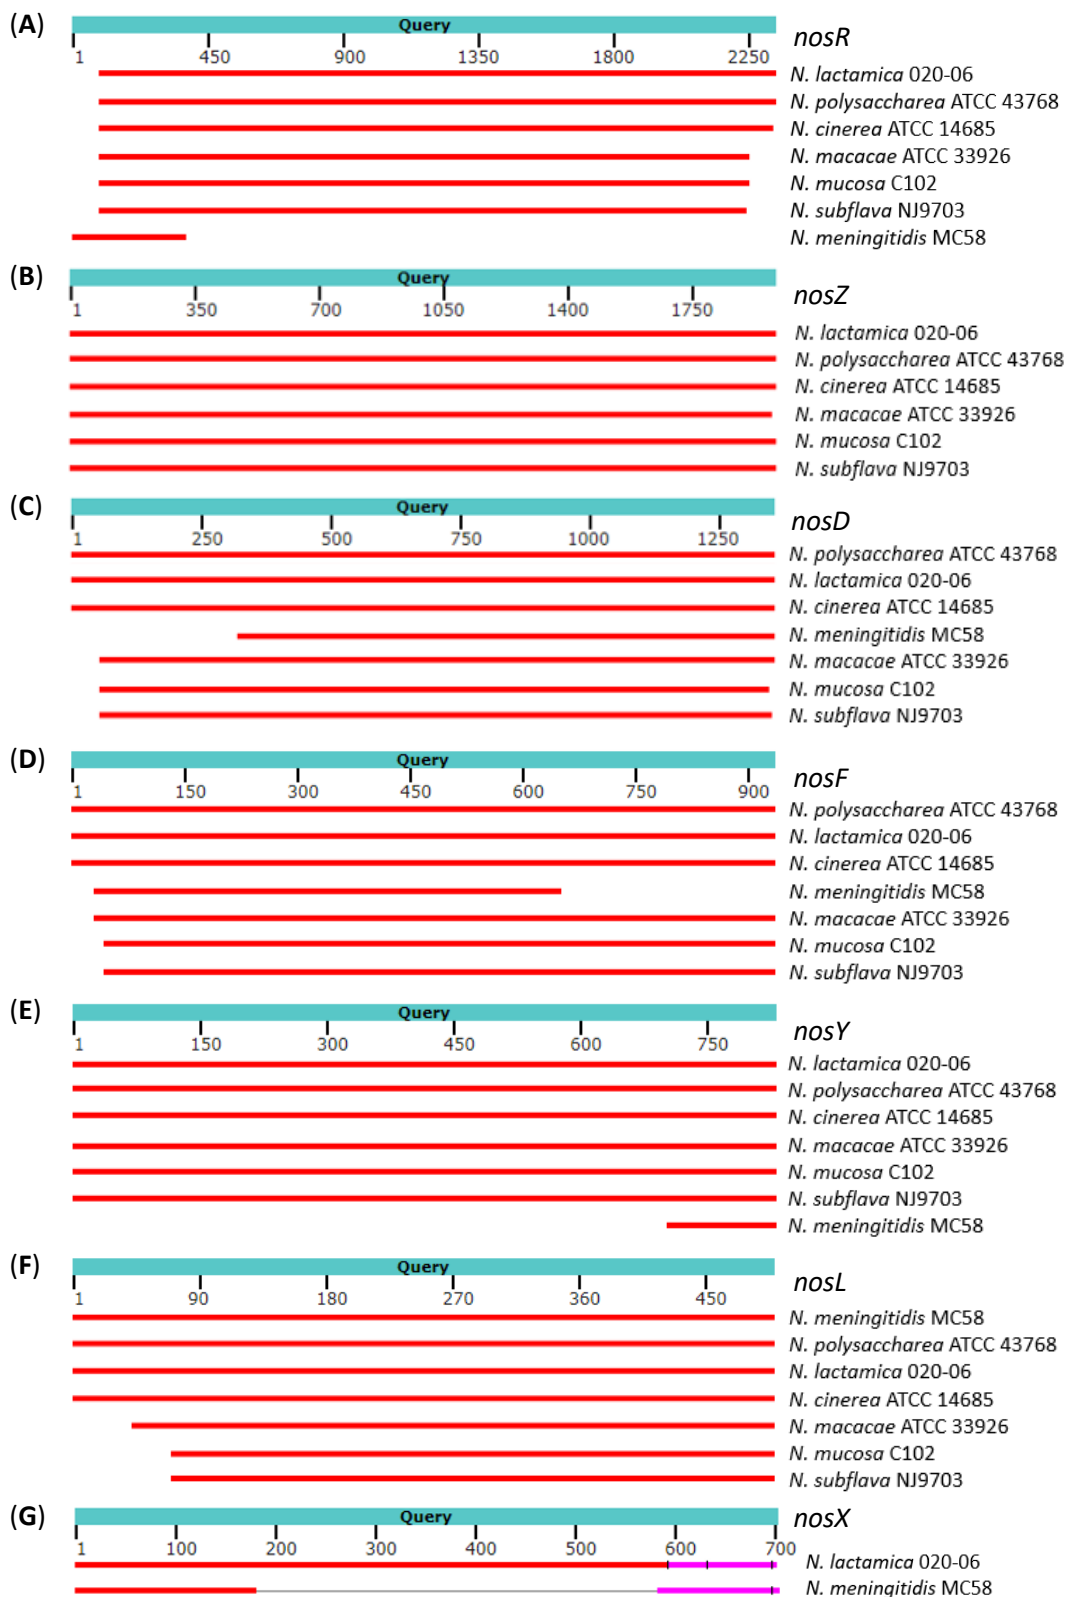 (A) Query nosR
1 450 900 1350 1800 2250
N. lactamica 020-06
N. polysaccharea ATCC 43768
N. cinerea ATCC 14685
N. macacae ATCC 33926
N. mucosa C102
N. subflava NJ9703
N. meningitidis MC58
(B) Query nosZ
1 350 700 1050 1400 1750
N. lactamica 020-06
N. polysaccharea ATCC 43768
N. cinerea ATCC 14685
N. macacae ATCC 33926
N. mucosa C102
N. subflava NJ9703
(C) Query nosD
1 250 500 750 1000 1250
N. polysaccharea ATCC 43768
N. lactamica 020-06
N. cinerea ATCC 14685
N. meningitidis MC58
N. macacae ATCC 33926
N. mucosa C102
N. subflava NJ9703
(D) Query nosF
1 150 300 450 600 750 900
N. polysaccharea ATCC 43768
N. lactamica 020-06
N. cinerea ATCC 14685
N. meningitidis MC58
N. macacae ATCC 33926
N. mucosa C102
N. subflava NJ9703
(E) Query nosY
1 150 300 450 600 750
N. lactamica 020-06
N. polysaccharea ATCC 43768
N. cinerea ATCC 14685
N. macacae ATCC 33926
N. mucosa C102
N. subflava NJ9703
N. meningitidis MC58
(F) Query nosL
1 90 180 270 360 450
N. meningitidis MC58
N. polysaccharea ATCC 43768
N. lactamica 020-06
N. cinerea ATCC 14685
N. macacae ATCC 33926
N. mucosa C102
N. subflava NJ9703
(G) Query nosX
1 100 200 300 400 500 600 700
N. lactamica 020-06
N. meningitidis MC58